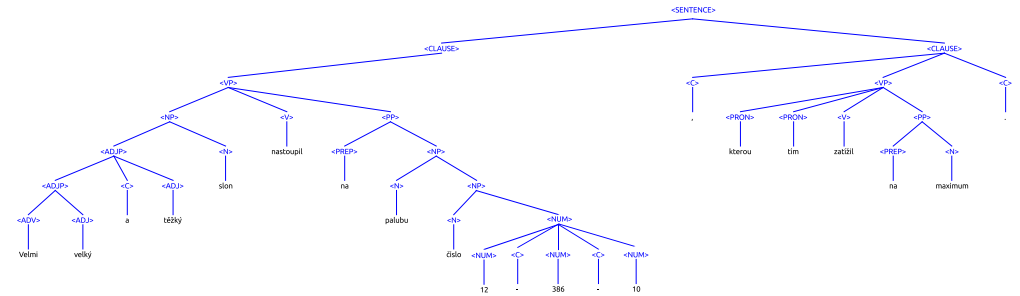 <SENTENCE>
<CLAUSE> <CLAUSE>
<VP> <C> <VP> <C>
<NP> <V> <PP> , <PRON> <PRON> <V> <PP> .
<ADJP> <N> nastoupil <PREP> <NP> kterou tím zatížil <PREP> <N>
<ADJP> <C> <ADJ> slon na <N> <NP> na maximum
<ADV> <ADJ> a těžký palubu <N> <NUM>
Velmi velký číslo <NUM> <C> <NUM> <C> <NUM>
12 - 386 - 10